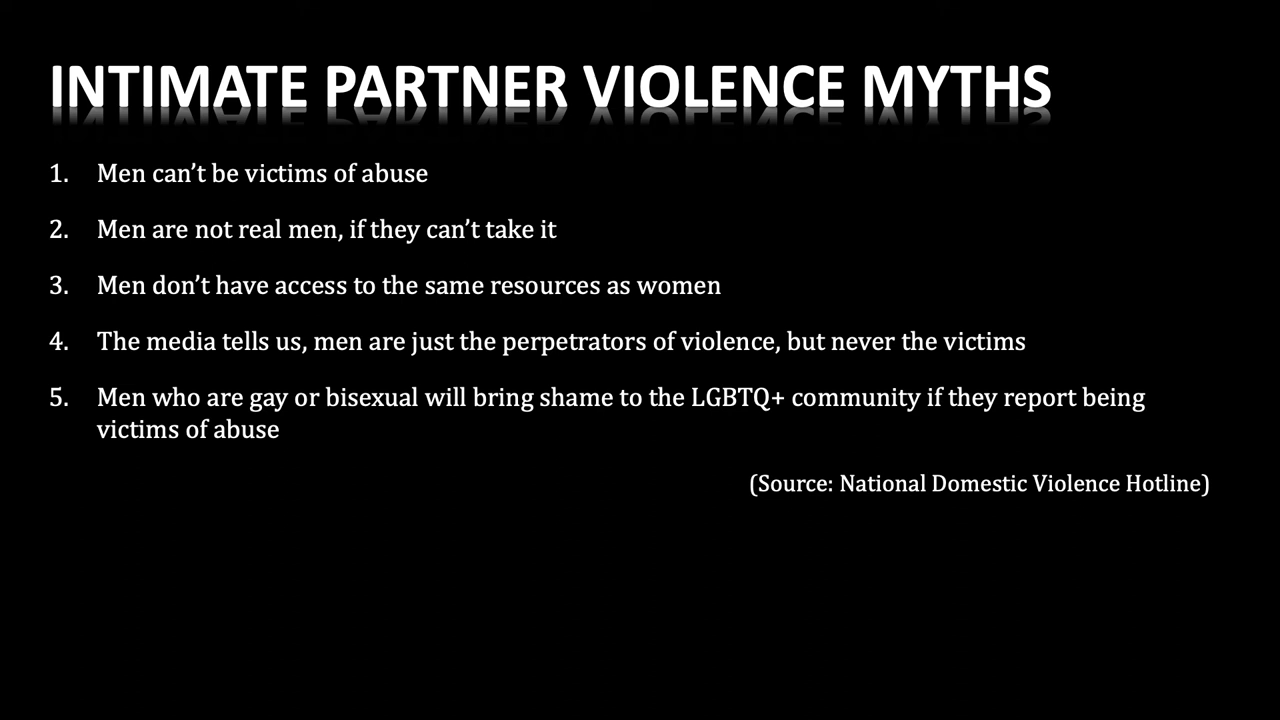 INTIMATE PARTNER VIOLENCE MYTHS
1. Men can’t be victims of abuse
2. Men are not real men, if they can’t take it
3. Men don’t have access to the same resources as women
4. The media tells us, men are just the perpetrators of violence, but never the victims
5. Men who are gay or bisexual will bring shame to the LGBTQ+ community if they report being
victims of abuse
(Source: National Domestic Violence Hotline)